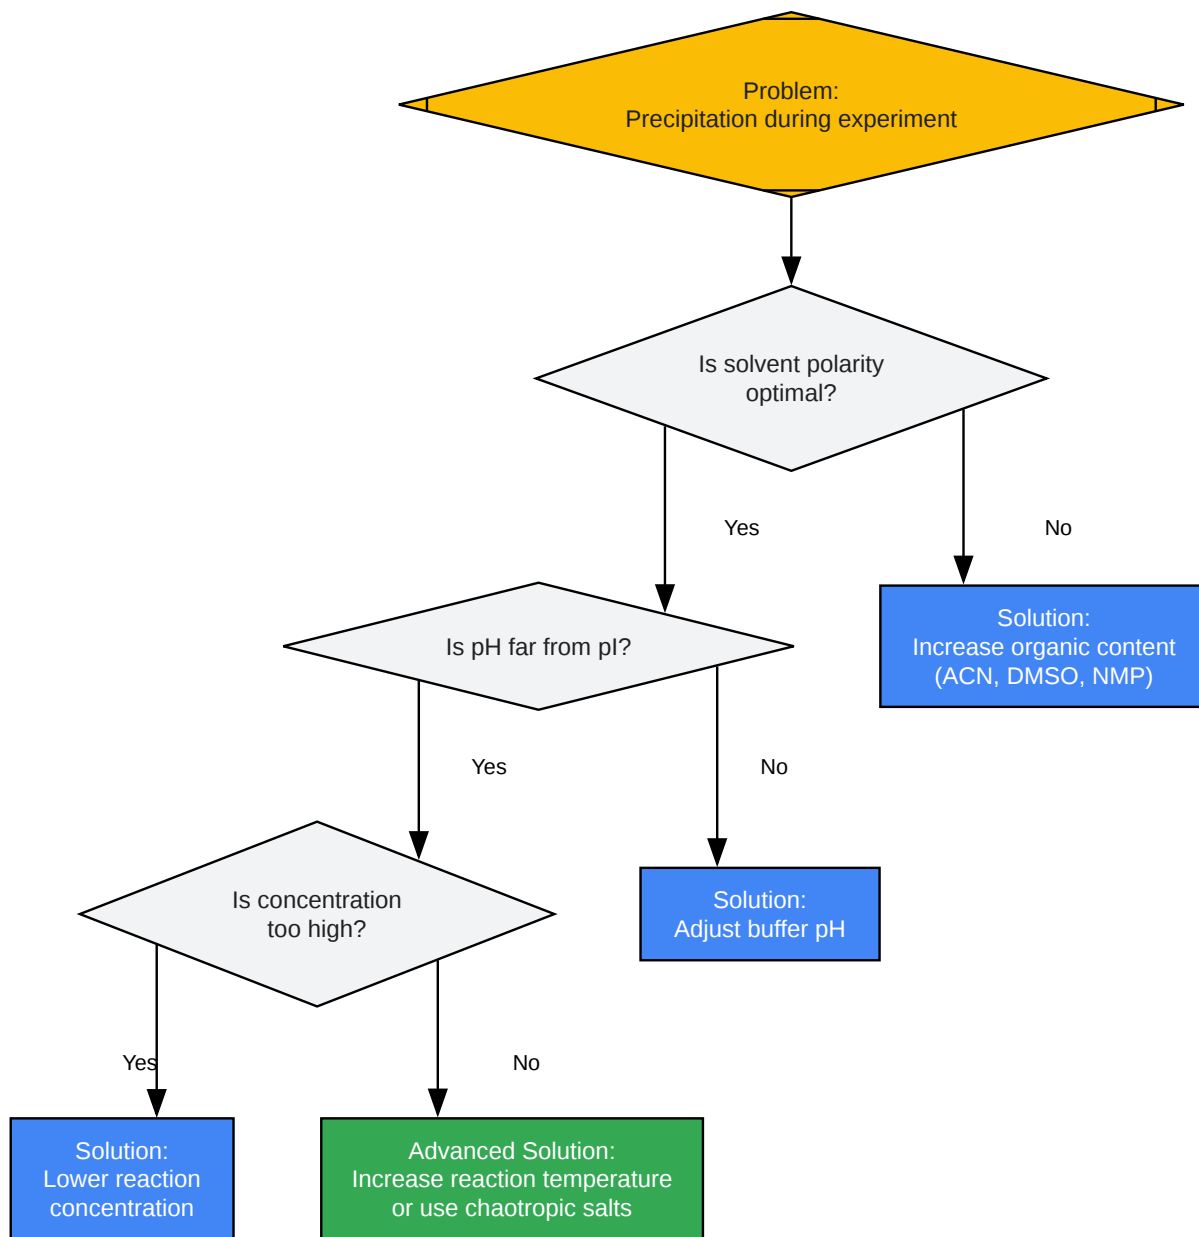 Problem:
Precipitation during experiment
Is solvent polarity
optimal?
Yes
No
Solution:
Increase organic content
(ACN, DMSO, NMP)
Is pH far from pI?
Yes
No
Is concentration
too high?
Solution:
Adjust buffer pH
Yes
No
Solution:
Lower reaction
concentration
Advanced Solution:
Increase reaction temperature
or use chaotropic salts